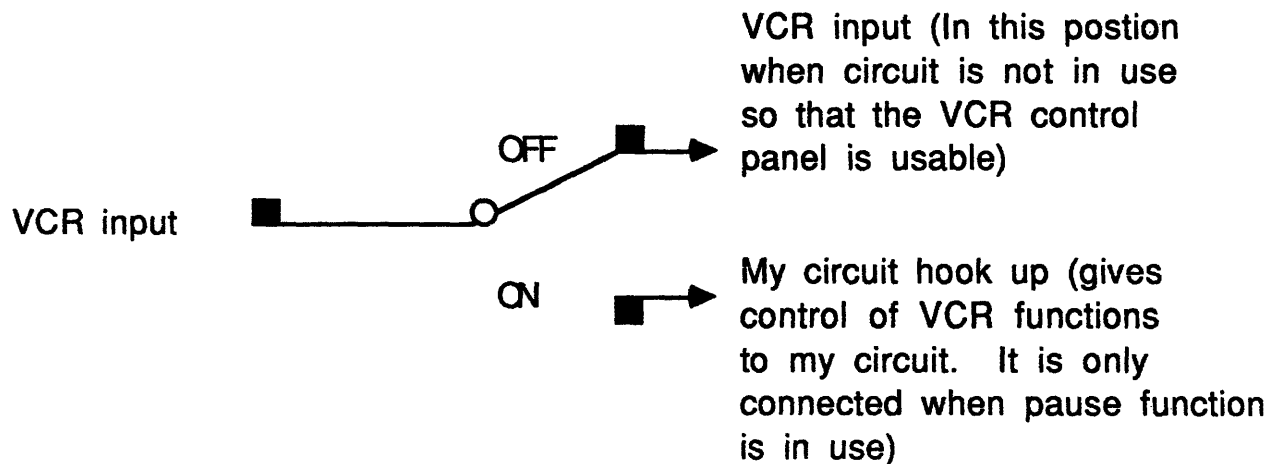 VCR input (In this postion
when circuit is not in use
so that the VCR control
panel is usable)
OFF
VCR input
ON
My circuit hook up (gives
control of VCR functions
to my circuit. It is only
connected when pause function
is in use)